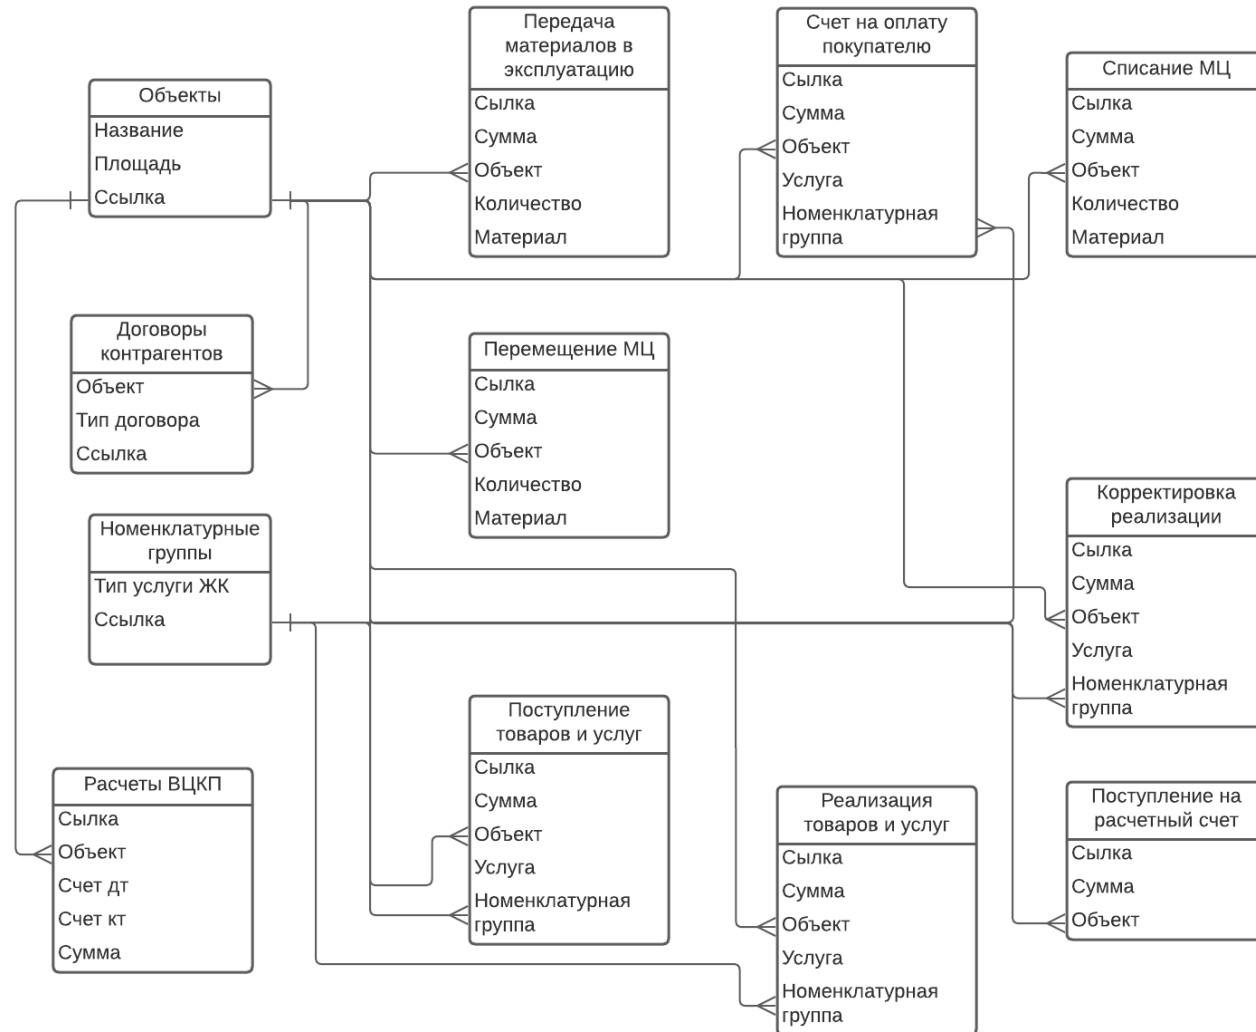 Объекты
Название
Площадь
Ссылка
Передача
материалов в
эксплуатацию
Сылка
Сумма
Объект
Количество
Материал
Счет на оплату
покупателю
Сылка
Сумма
Объект
Услуга
Номенклатурная
группа
Списание МЦ
Сылка
Сумма
Объект
Количество
Материал
Договоры
контрагентов
Объект
Тип договора
Ссылка
Перемещение МЦ
Сылка
Сумма
Объект
Количество
Материал
Номенклатурные
группы
Тип услуги ЖК
Ссылка
Корректировка
реализации
Сылка
Сумма
Объект
Услуга
Номенклатурная
группа
Расчеты ВЦКП
Сылка
Объект
Счет дт
Счет кт
Сумма
Поступление
товаров и услуг
Сылка
Сумма
Объект
Услуга
Номенклатурная
группа
Реализация
товаров и услуг
Сылка
Сумма
Объект
Услуга
Номенклатурная
группа
Поступление на
расчетный счет
Сылка
Сумма
Объект